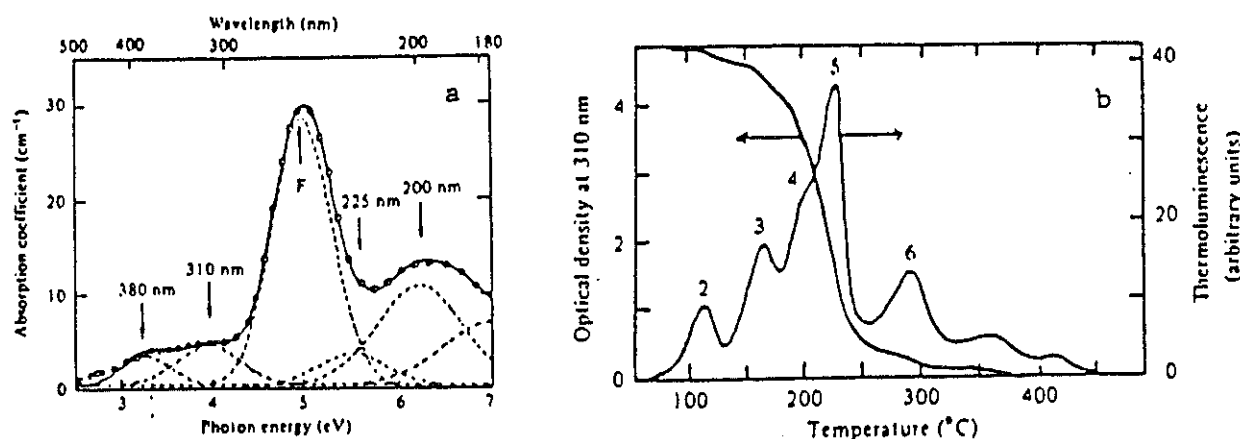 Wavelength (nm)
500 400 300 200 180
a
30
20
10
0
Absorption coefficient (cm⁻¹)
380 nm
310 nm
F
225 nm
200 nm
3 4 5 6 7
Photon energy (eV)
b
4
2
0
Optical density at 310 nm
2
3
4
5
6
40
20
0
Thermoluminescence
(arbitrary units)
100 200 300 400
Temperature (°C)